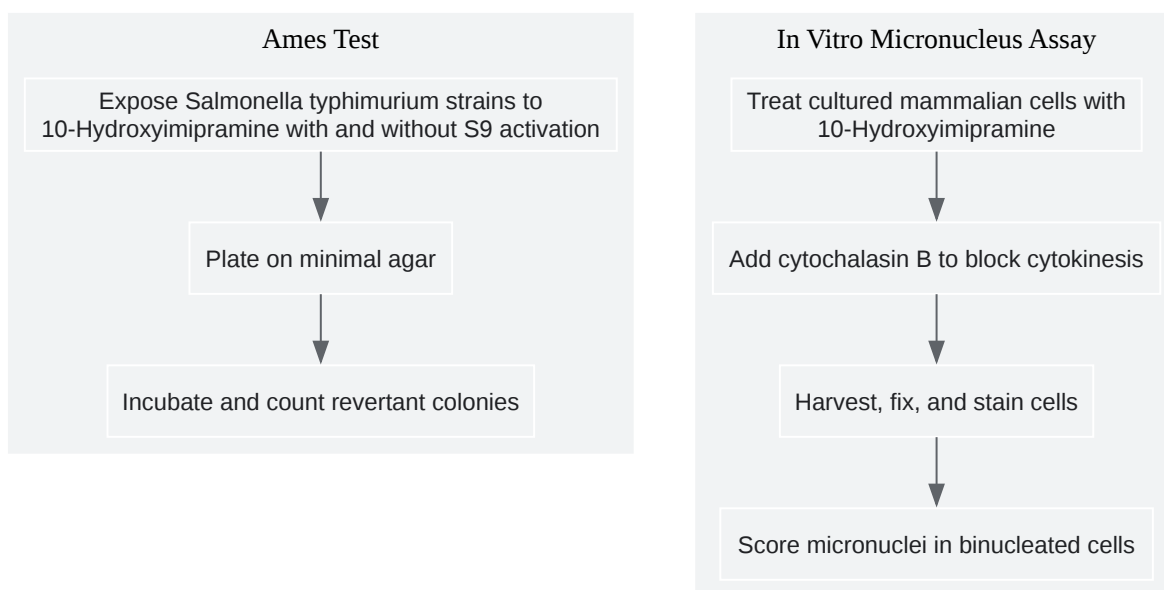 Ames Test
Expose Salmonella typhimurium strains to
10-Hydroxyimipramine with and without S9 activation
Plate on minimal agar
Incubate and count revertant colonies
In Vitro Micronucleus Assay
Treat cultured mammalian cells with
10-Hydroxyimipramine
Add cytochalasin B to block cytokinesis
Harvest, fix, and stain cells
Score micronuclei in binucleated cells